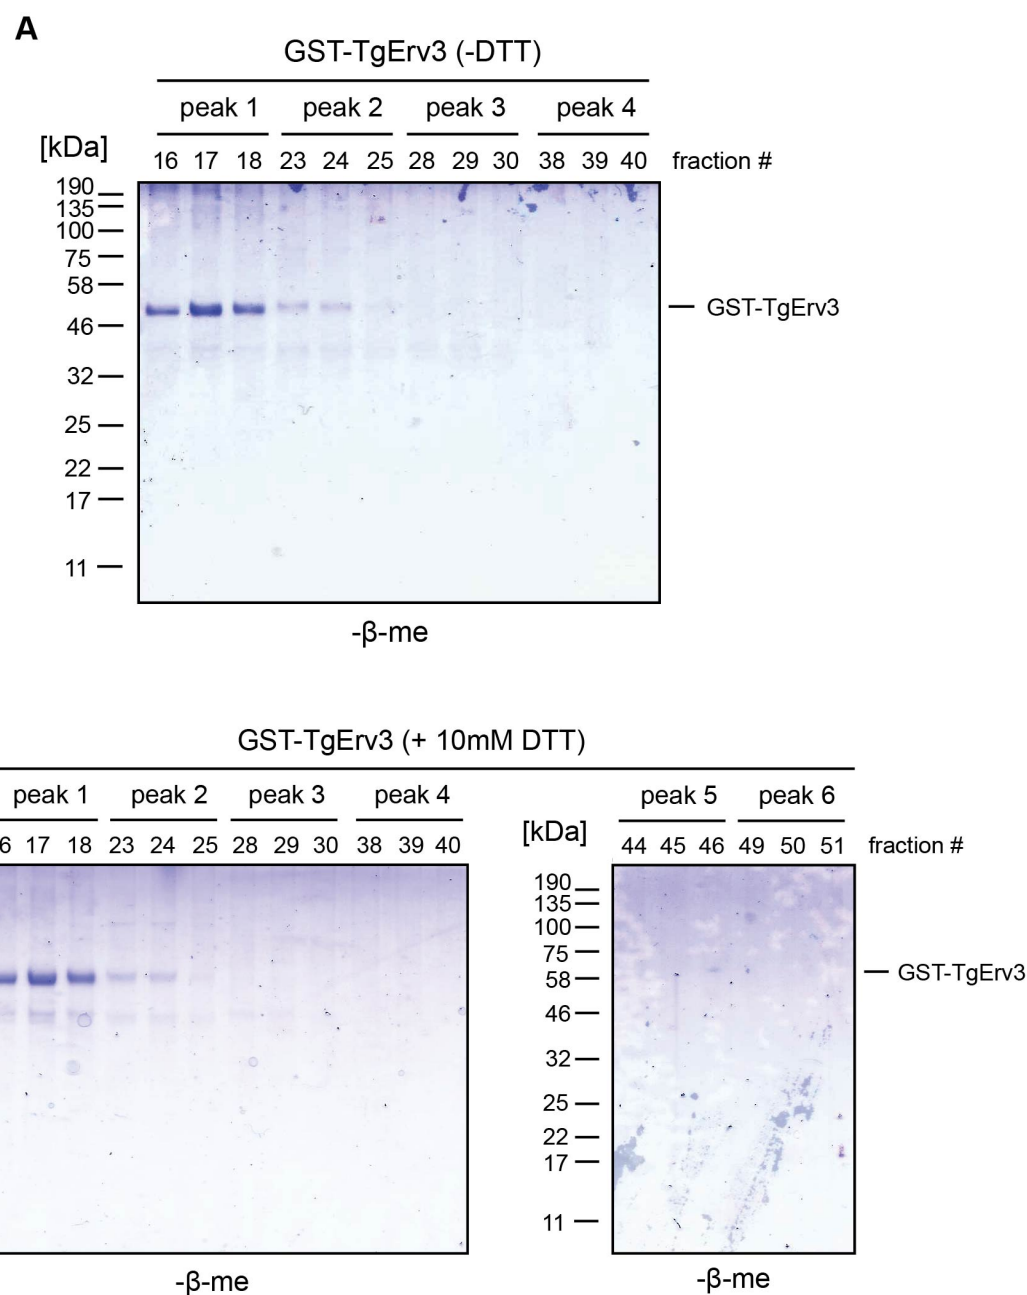 A
GST-TgErv3 (-DTT)
peak 1 peak 2 peak 3 peak 4
[kDa]
16 17 18 23 24 25 28 29 30 38 39 40 fraction #
190
135
100
75
58
GST-TgErv3
46
32
25
22
17
11
-β-me
GST-TgErv3 (+ 10mM DTT)
peak 1 peak 2 peak 3 peak 4 peak 5 peak 6
[kDa]
6 17 18 23 24 25 28 29 30 38 39 40 44 45 46 49 50 51 fraction #
190
135
100
75
GST-TgErv3
58
46
32
25
22
17
11
-β-me -β-me